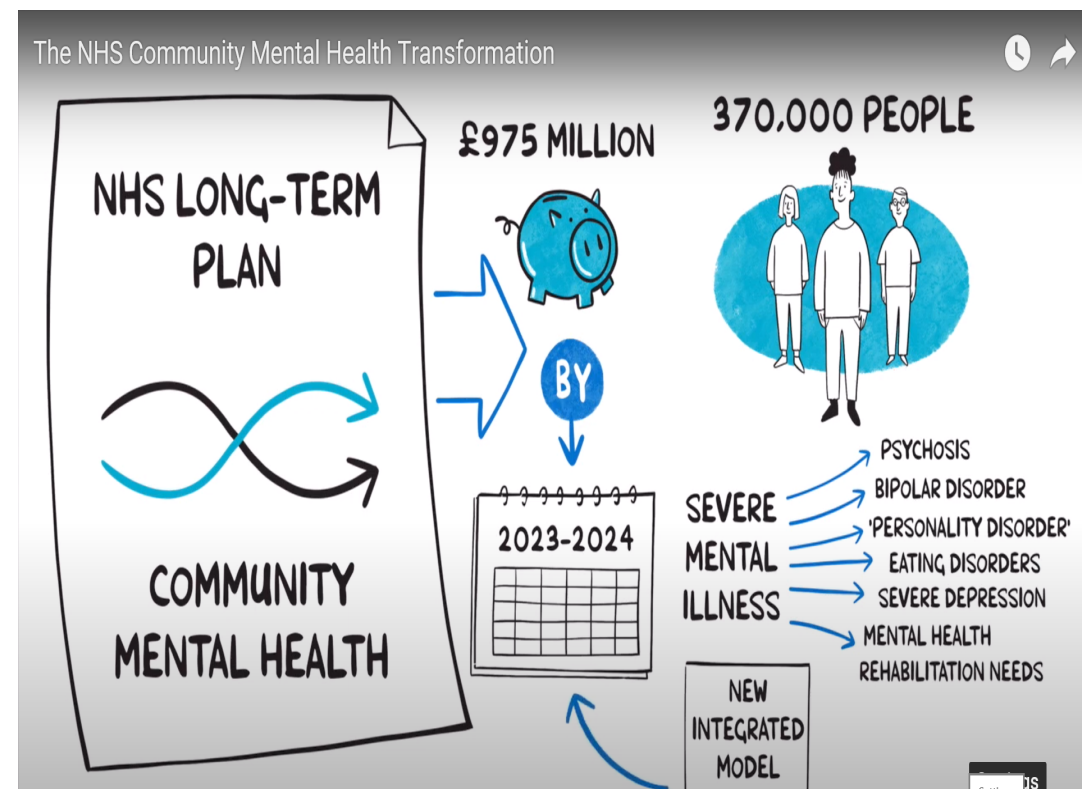 The NHS Community Mental Health Transformation
NHS LONG-TERM
PLAN
COMMUNITY
MENTAL HEALTH
£975 MILLION
BY
2023-2024
370,000 PEOPLE
SEVERE
MENTAL
ILLNESS
PSYCHOSIS
BIPOLAR DISORDER
'PERSONALITY DISORDER'
EATING DISORDERS
SEVERE DEPRESSION
MENTAL HEALTH
REHABILITATION NEEDS
NEW
INTEGRATED
MODEL